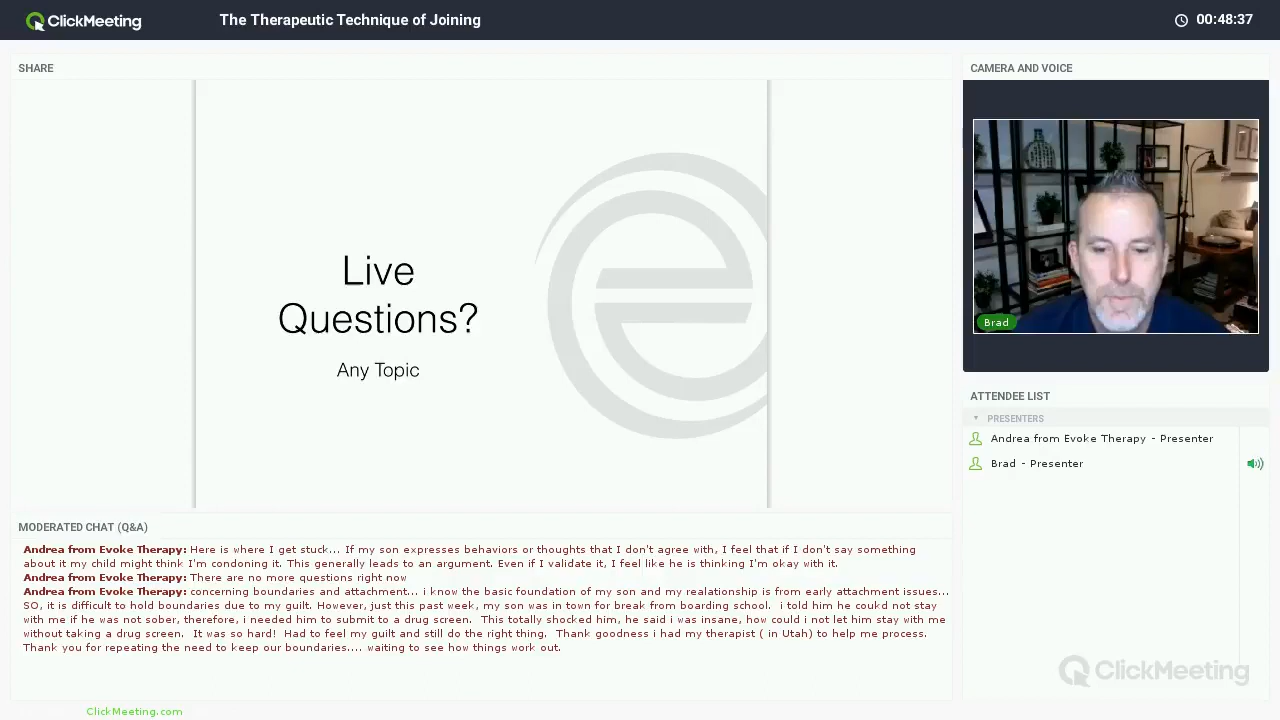 ClickMeeting
The Therapeutic Technique of Joining
00:48:37
SHARE
Live
Questions?
Any Topic
CAMERA AND VOICE
Brad
ATTENDEE LIST
PRESENTERS
Andrea from Evoke Therapy - Presenter
Brad - Presenter
MODERATED CHAT (Q&A)
Andrea from Evoke Therapy: Here is where I get stuck... If my son expresses behaviors or thoughts that I don't agree with, I feel that if I don't say something
about it my child might think I'm condoning it. This generally leads to an argument. Even if I validate it, I feel like he is thinking I'm okay with it.
Andrea from Evoke Therapy: There are no more questions right now
Andrea from Evoke Therapy: concerning boundaries and attachment... i know the basic foundation of my son and my realationship is from early attachment issues...
SO, it is difficult to hold boundaries due to my guilt. However, just this past week, my son was in town for break from boarding school.  i told him he coukd not stay
with me if he was not sober, therefore, i needed him to submit to a drug screen.  This totally shocked him, he said i was insane, how could i not let him stay with me
without taking a drug screen.  It was so hard!  Had to feel my guilt and still do the right thing.  Thank goodness i had my therapist ( in Utah) to help me process.
Thank you for repeating the need to keep our boundaries.... waiting to see how things work out.
ClickMeeting
ClickMeeting.com